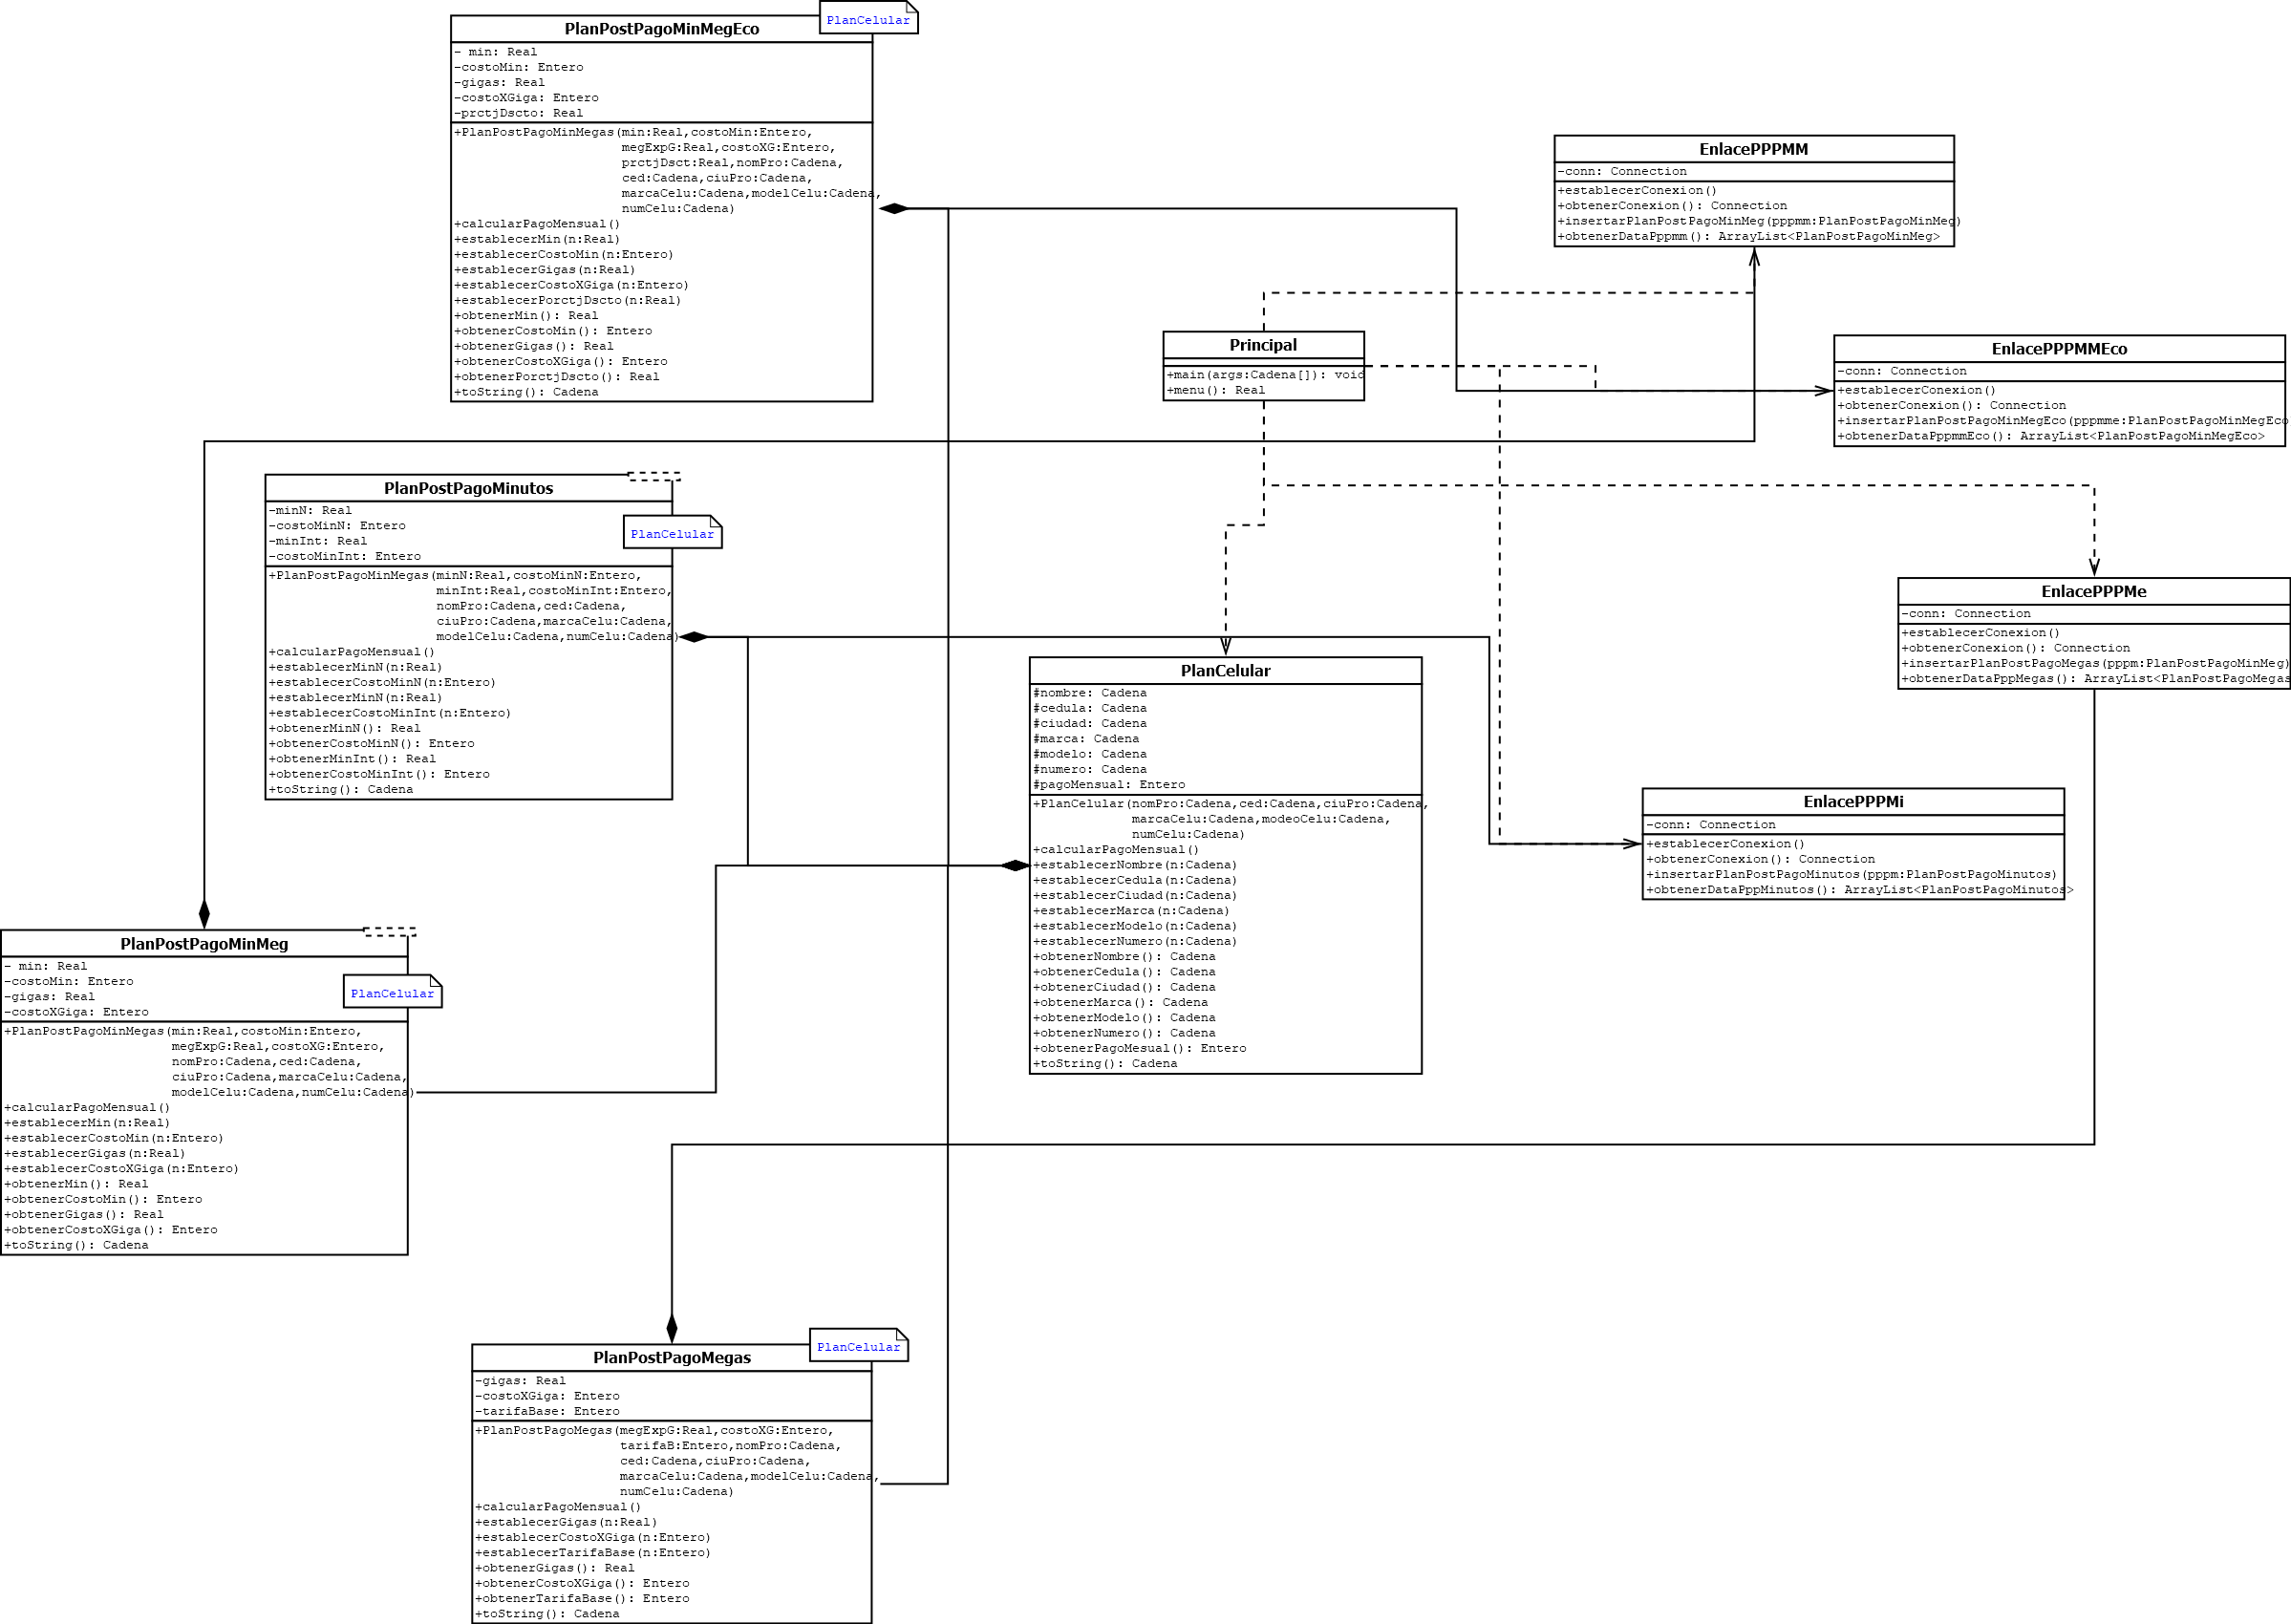 PlanPostPagoMinMegEco
PlanCelular
- min: Real
-costoMin: Entero
-gigas: Real
-costoXGiga: Entero
-prctjDscto: Real
+PlanPostPagoMinMegas(min:Real,costoMin:Entero,
megExpG:Real,costoXG:Entero,
prctjDsct:Real,nomPro:Cadena,
ced:Cadena,ciuPro:Cadena,
marcaCelu:Cadena,modelCelu:Cadena,
numCelu:Cadena)
+calcularPagoMensual()
+establecerMin(n:Real)
+establecerCostoMin(n:Entero)
+establecerGigas(n:Real)
+establecerCostoXGiga(n:Entero)
+establecerPorctjDscto(n:Real)
+obtenerMin(): Real
+obtenerCostoMin(): Entero
+obtenerGigas(): Real
+obtenerCostoXGiga(): Entero
+obtenerPorctjDscto(): Real
+toString(): Cadena
EnlacePPPMM
-conn: Connection
+establecerConexion()
+obtenerConexion(): Connection
+insertarPlanPostPagoMinMeg(pppmm:PlanPostPagoMinMeg)
+obtenerDataPppmm(): ArrayList<PlanPostPagoMinMeg>
Principal
+main(args:Cadena[]): void
+menu(): Real
EnlacePPPMMEco
-conn: Connection
+establecerConexion()
+obtenerConexion(): Connection
+insertarPlanPostPagoMinMegEco(pppmme:PlanPostPagoMinMegEco
+obtenerDataPppmmEco(): ArrayList<PlanPostPagoMinMegEco>
PlanPostPagoMinutos
-minN: Real
-costoMinN: Entero
-minInt: Real
-costoMinInt: Entero
PlanCelular
+PlanPostPagoMinMegas(minN:Real,costoMinN:Entero,
minInt:Real,costoMinInt:Entero,
nomPro:Cadena,ced:Cadena,
ciuPro:Cadena,marcaCelu:Cadena,
modelCelu:Cadena,numCelu:Cadena)
+calcularPagoMensual()
+establecerMinN(n:Real)
+establecerCostoMinN(n:Entero)
+establecerMinN(n:Real)
+establecerCostoMinInt(n:Entero)
+obtenerMinN(): Real
+obtenerCostoMinN(): Entero
+obtenerMinInt(): Real
+obtenerCostoMinInt(): Entero
+toString(): Cadena
EnlacePPPMe
-conn: Connection
+establecerConexion()
+obtenerConexion(): Connection
+insertarPlanPostPagoMegas(pppm:PlanPostPagoMinMeg)
+obtenerDataPppMegas(): ArrayList<PlanPostPagoMegas
PlanCelular
#nombre: Cadena
#cedula: Cadena
#ciudad: Cadena
#marca: Cadena
#modelo: Cadena
#numero: Cadena
#pagoMensual: Entero
+PlanCelular(nomPro:Cadena,ced:Cadena,ciuPro:Cadena,
marcaCelu:Cadena,modeoCelu:Cadena,
numCelu:Cadena)
+calcularPagoMensual()
+establecerNombre(n:Cadena)
+establecerCedula(n:Cadena)
+establecerCiudad(n:Cadena)
+establecerMarca(n:Cadena)
+establecerModelo(n:Cadena)
+establecerNumero(n:Cadena)
+obtenerNombre(): Cadena
+obtenerCedula(): Cadena
+obtenerCiudad(): Cadena
+obtenerMarca(): Cadena
+obtenerModelo(): Cadena
+obtenerNumero(): Cadena
+obtenerPagoMesual(): Entero
+toString(): Cadena
EnlacePPPMi
-conn: Connection
+establecerConexion()
+obtenerConexion(): Connection
+insertarPlanPostPagoMinutos(pppm:PlanPostPagoMinutos)
+obtenerDataPppMinutos(): ArrayList<PlanPostPagoMinutos>
PlanPostPagoMinMeg
- min: Real
-costoMin: Entero
-gigas: Real
-costoXGiga: Entero
PlanCelular
+PlanPostPagoMinMegas(min:Real,costoMin:Entero,
megExpG:Real,costoXG:Entero,
nomPro:Cadena,ced:Cadena,
ciuPro:Cadena,marcaCelu:Cadena,
modelCelu:Cadena,numCelu:Cadena)
+calcularPagoMensual()
+establecerMin(n:Real)
+establecerCostoMin(n:Entero)
+establecerGigas(n:Real)
+establecerCostoXGiga(n:Entero)
+obtenerMin(): Real
+obtenerCostoMin(): Entero
+obtenerGigas(): Real
+obtenerCostoXGiga(): Entero
+toString(): Cadena
PlanPostPagoMegas
PlanCelular
-gigas: Real
-costoXGiga: Entero
-tarifaBase: Entero
+PlanPostPagoMegas(megExpG:Real,costoXG:Entero,
tarifaB:Entero,nomPro:Cadena,
ced:Cadena,ciuPro:Cadena,
marcaCelu:Cadena,modelCelu:Cadena,
numCelu:Cadena)
+calcularPagoMensual()
+establecerGigas(n:Real)
+establecerCostoXGiga(n:Entero)
+establecerTarifaBase(n:Entero)
+obtenerGigas(): Real
+obtenerCostoXGiga(): Entero
+obtenerTarifaBase(): Entero
+toString(): Cadena